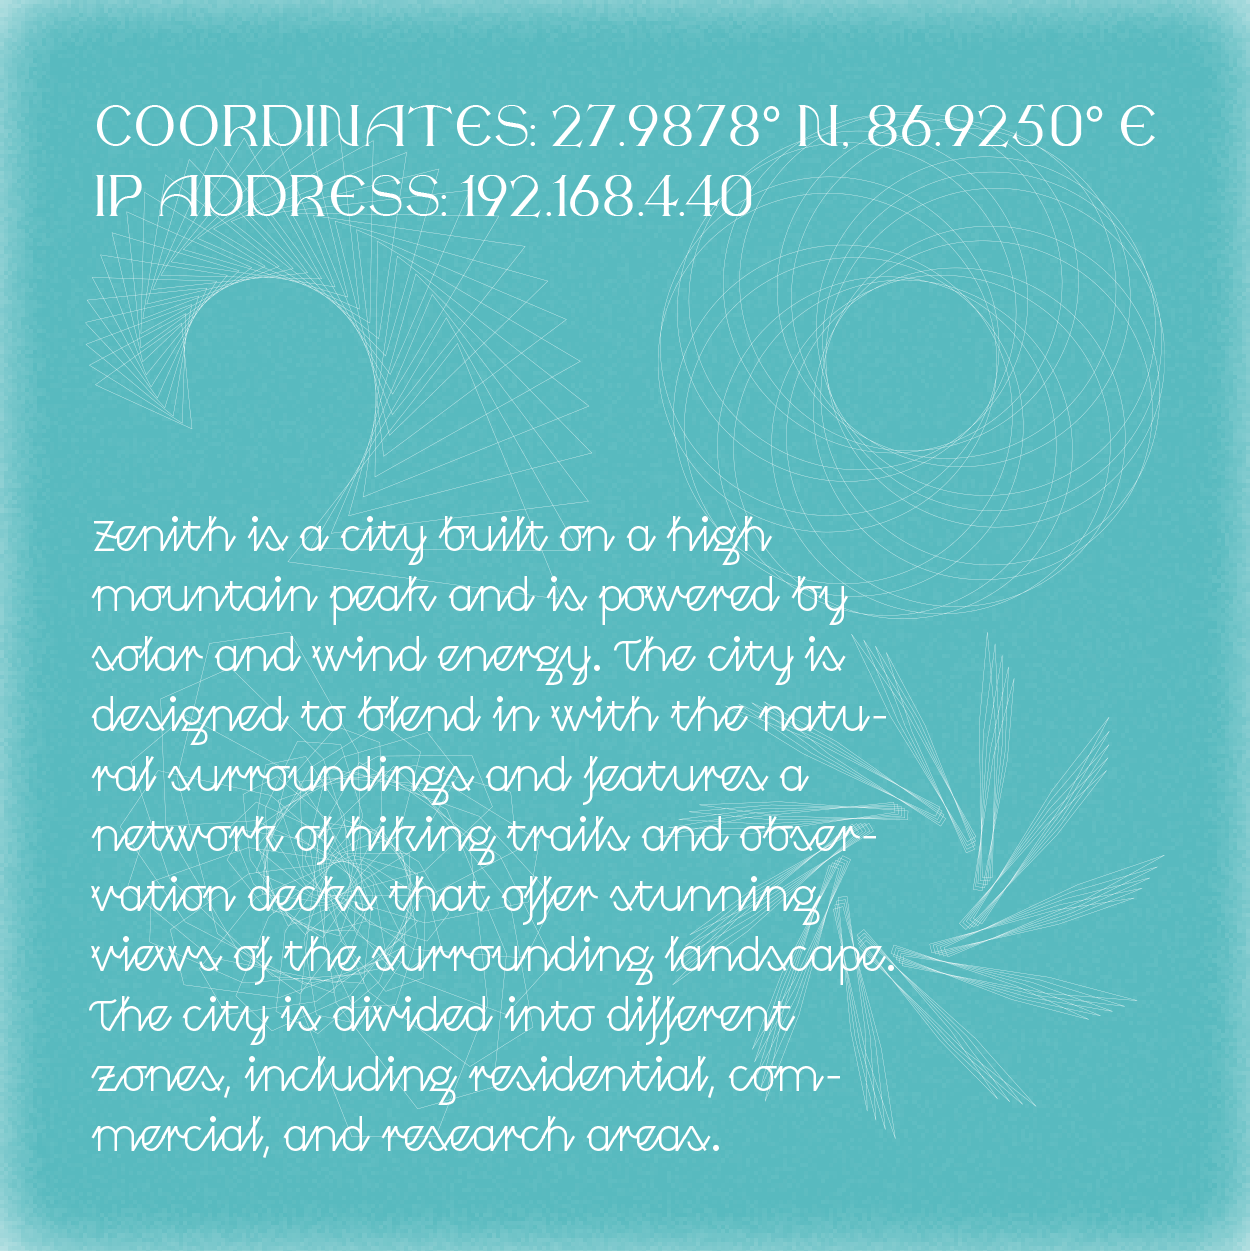 COORDINATES: 27.9878° N, 86.9250° E
IP ADDRESS: 192.168.4.40
Zenith is a city built on a high
mountain peak and is powered by
solar and wind energy. The city is
designed to blend in with the natu-
ral surroundings and features a
network of hiking trails and obser-
vation decks that offer stunning
views of the surrounding landscape.
The city is divided into different
zones, including residential, com-
mercial, and research areas.